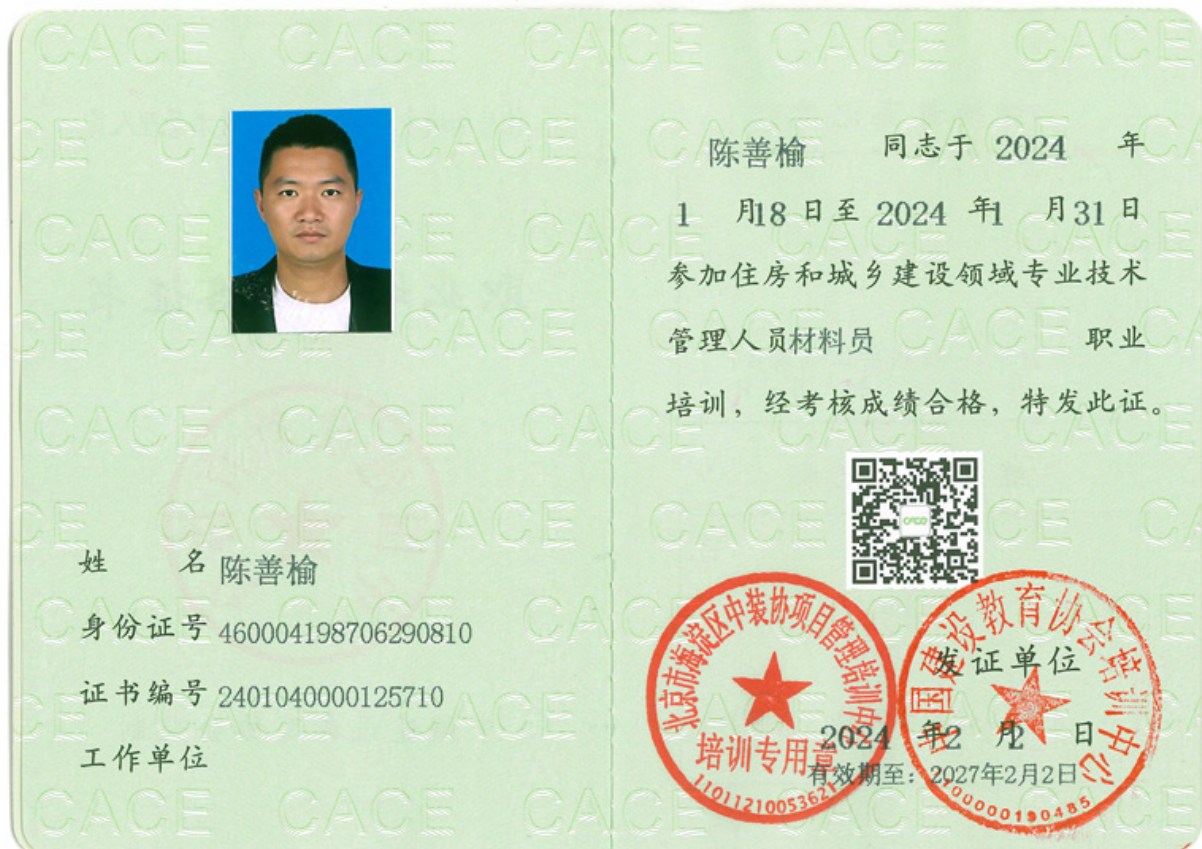 陈善榆 同志于 2024 年
1 月18 日至 2024 年1 月31 日
参加住房和城乡建设领域专业技术
管理人员材料员 职业
培训，经考核成绩合格，特发此证。
姓 名 陈善榆
身份证号 460004198706290810
证书编号 2401040000125710
工作单位
北京市海淀区中装协项目管理培训中心
培训专用章
中国建设教育协会培训中心
1000000190485
发证单位
2024 年2 月2 日
有效期至：2027年2月2日
CACE